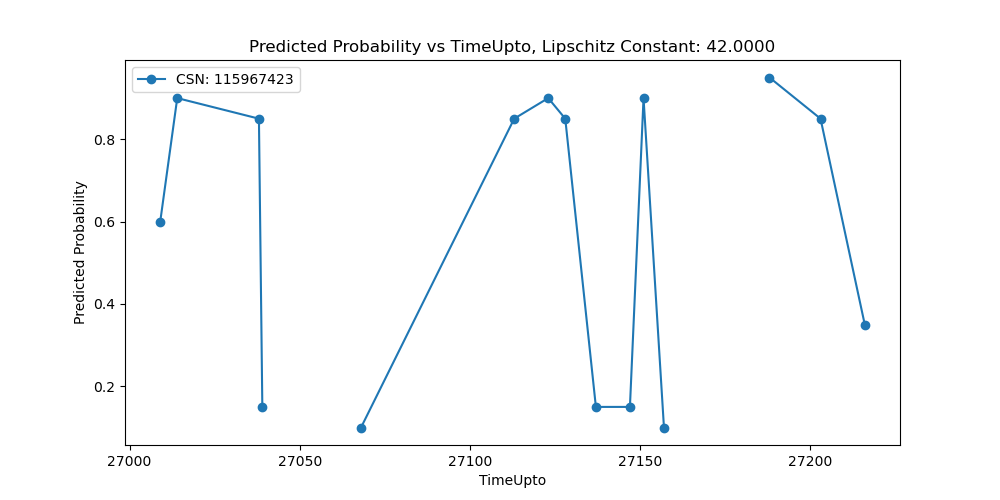 Predicted Probability vs TimeUpto, Lipschitz Constant: 42.0000
CSN: 115967423
Predicted Probability
0.8
0.6
0.4
0.2
27000
27050
27100
27150
27200
TimeUpto